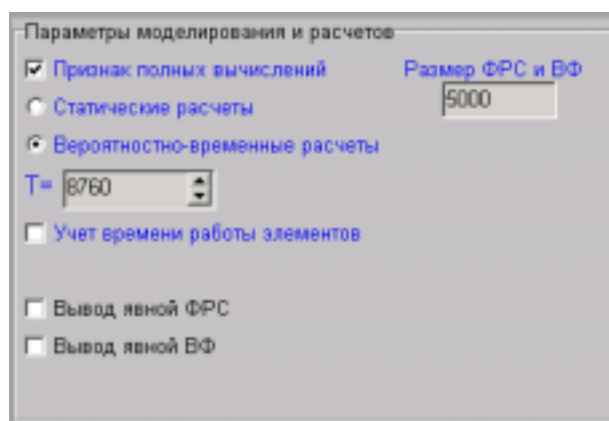 Параметры моделирования и расчетов
Признак полных вычислений
Размер ФРС и ВФ
5000
Статические расчеты
Вероятностно-временные расчеты
T= 8760
Учет времени работы элементов
Вывод явной ФРС
Вывод явной ВФ